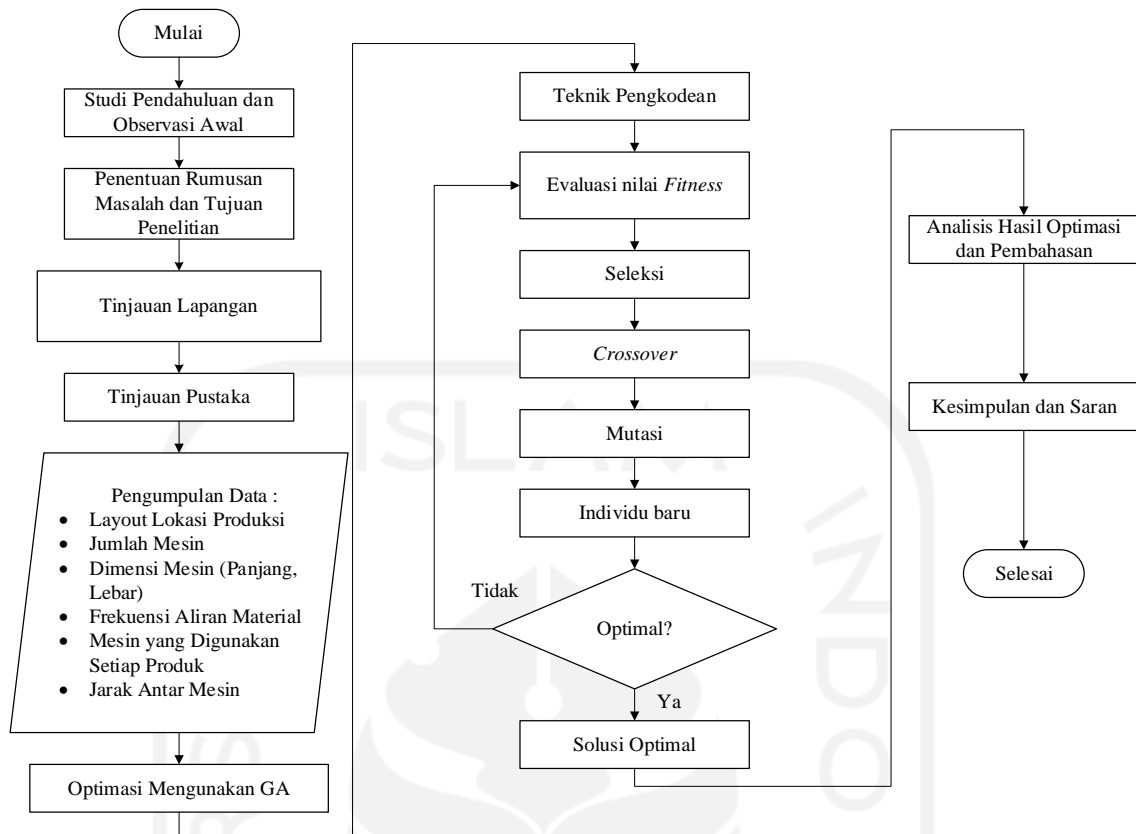 Mulai
Studi Pendahuluan dan
Observasi Awal
Penentuan Rumusan
Masalah dan Tujuan
Penelitian
Tinjauan Lapangan
Tinjauan Pustaka
Pengumpulan Data :
• Layout Lokasi Produksi
• Jumlah Mesin
• Dimensi Mesin (Panjang,
Lebar)
• Frekuensi Aliran Material
• Mesin yang Digunakan
Setiap Produk
• Jarak Antar Mesin
Optimasi Mengunakan GA
Teknik Pengkodean
Evaluasi nilai Fitness
Seleksi
Crossover
Mutasi
Individu baru
Tidak
Optimal?
Ya
Solusi Optimal
Analisis Hasil Optimasi
dan Pembahasan
Kesimpulan dan Saran
Selesai
ISLAM
INDO